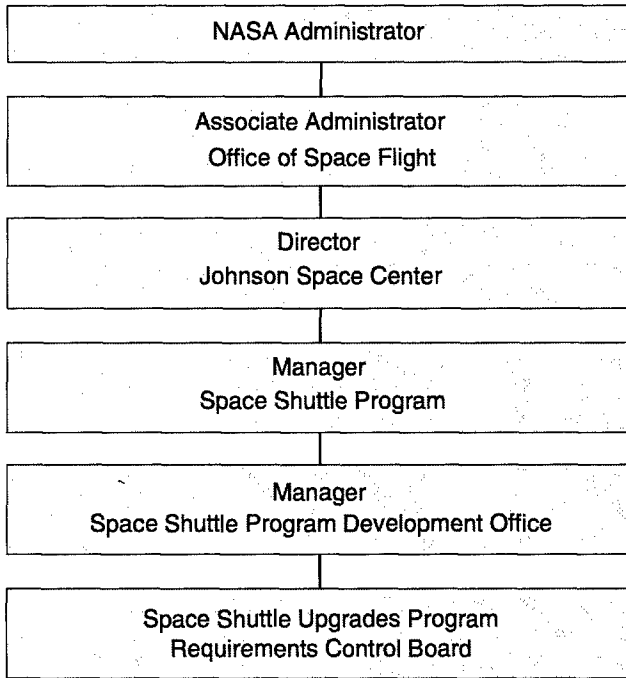 NASA Administrator
Associate Administrator
Office of Space Flight
Director
Johnson Space Center
Manager
Space Shuttle Program
Manager
Space Shuttle Program Development Office
Space Shuttle Upgrades Program
Requirements Control Board